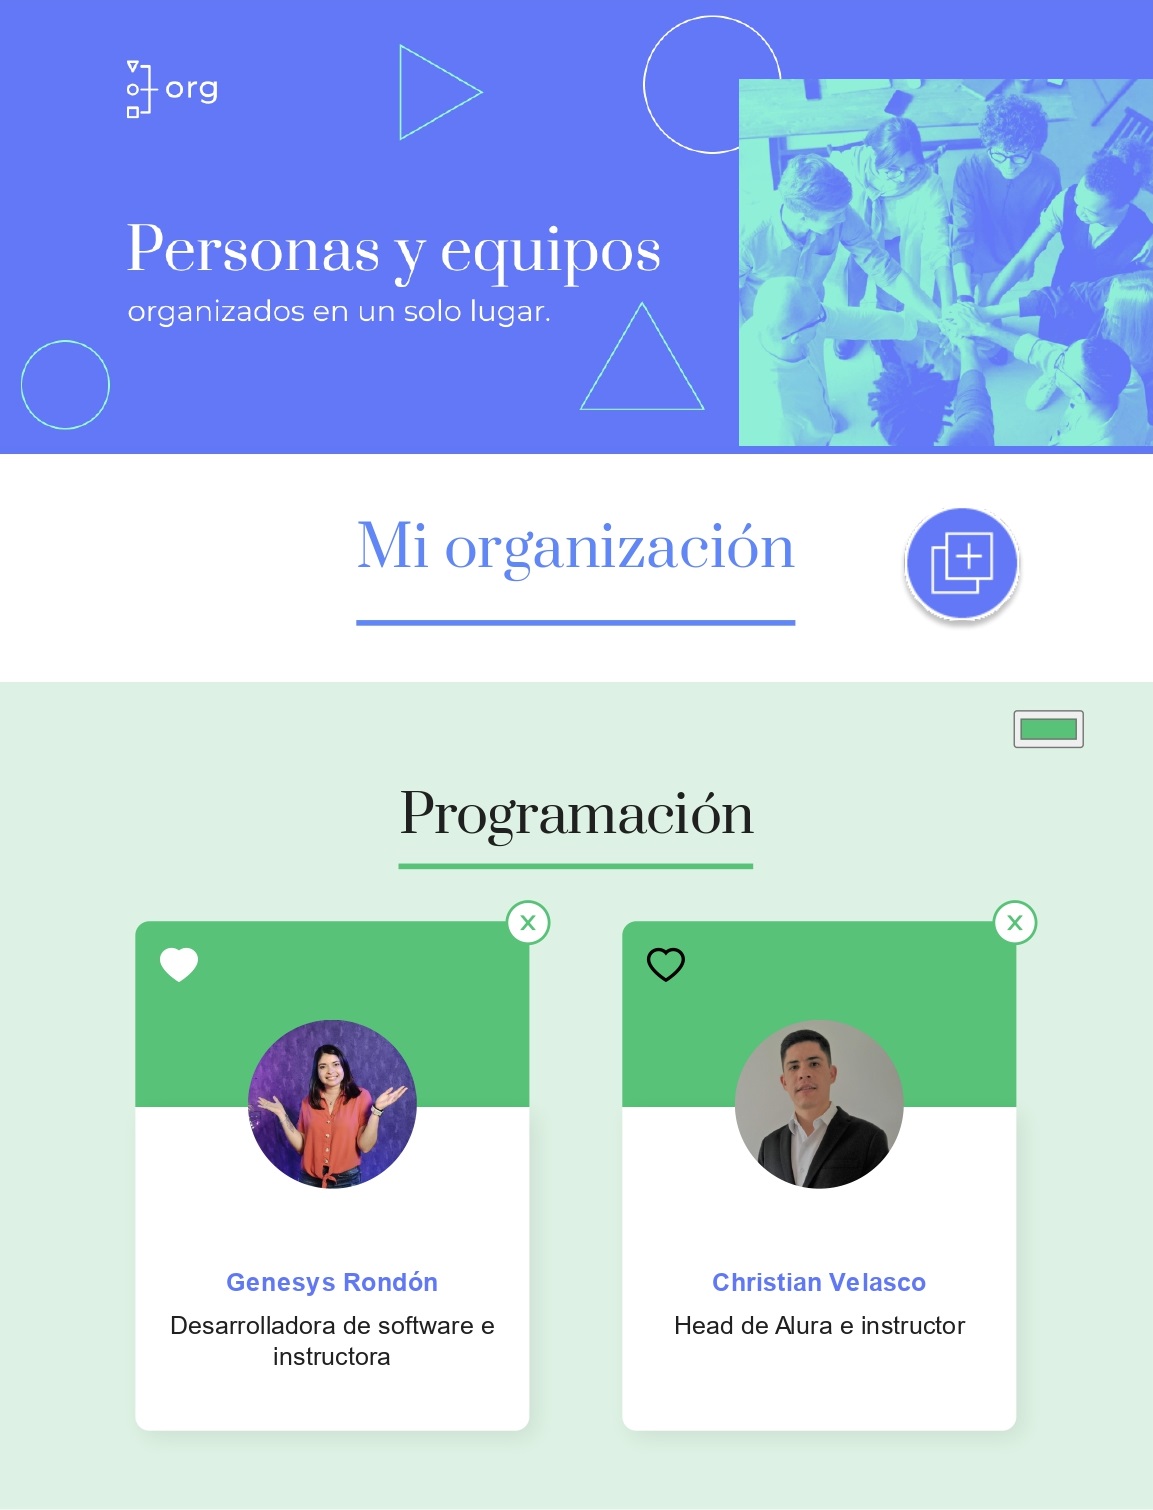 org
Personas y equipos
organizados en un solo lugar.
Mi organización
Programación
X
X
Genesys Rondón
Desarrolladora de software e
instructora
Christian Velasco
Head de Alura e instructor